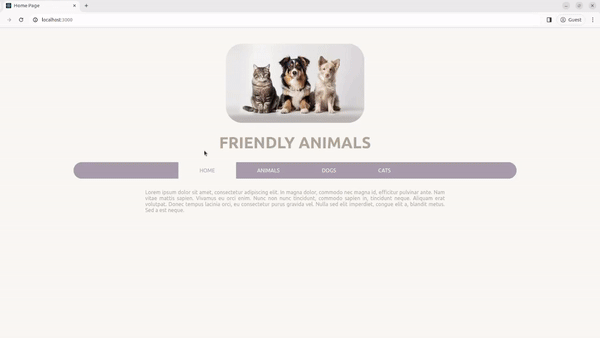 Home Page
localhost:3000
Guest
FRIENDLY ANIMALS
HOME
ANIMALS
DOGS
CATS
Lorem ipsum dolor sit amet, consectetur adipiscing elit. In magna dolor, commodo nec magna id, efficitur pulvinar ante. Nam
vitae mattis sapien. Vivamus eu orci enim. Nunc non nunc tincidunt, commodo sapien in, tincidunt neque. Aliquam erat
volutpat. Donec tempus lacinia orci, eu consectetur purus gravida vel. Nulla sed elit imperdiet, congue elit a, blandit metus.
Sed a est neque.